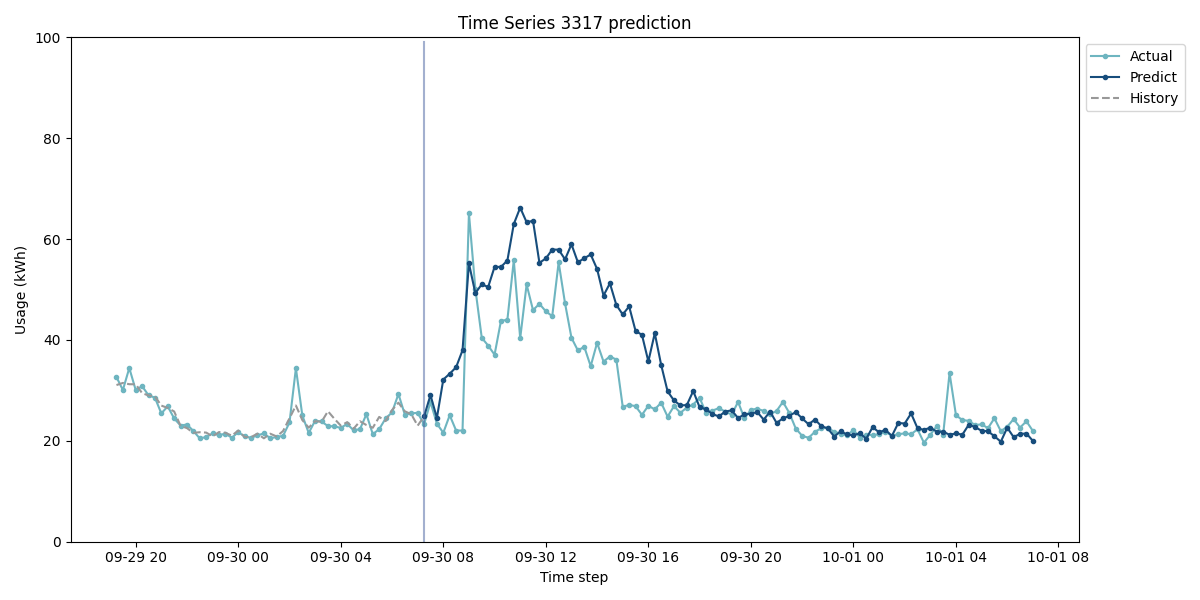 Time Series 3317 prediction
100
80
60
40
20
0
Usage (kWh)
09-29 20
09-30 00
09-30 04
09-30 08
09-30 12
09-30 16
09-30 20
10-01 00
10-01 04
10-01 08
Time step
Actual
Predict
History